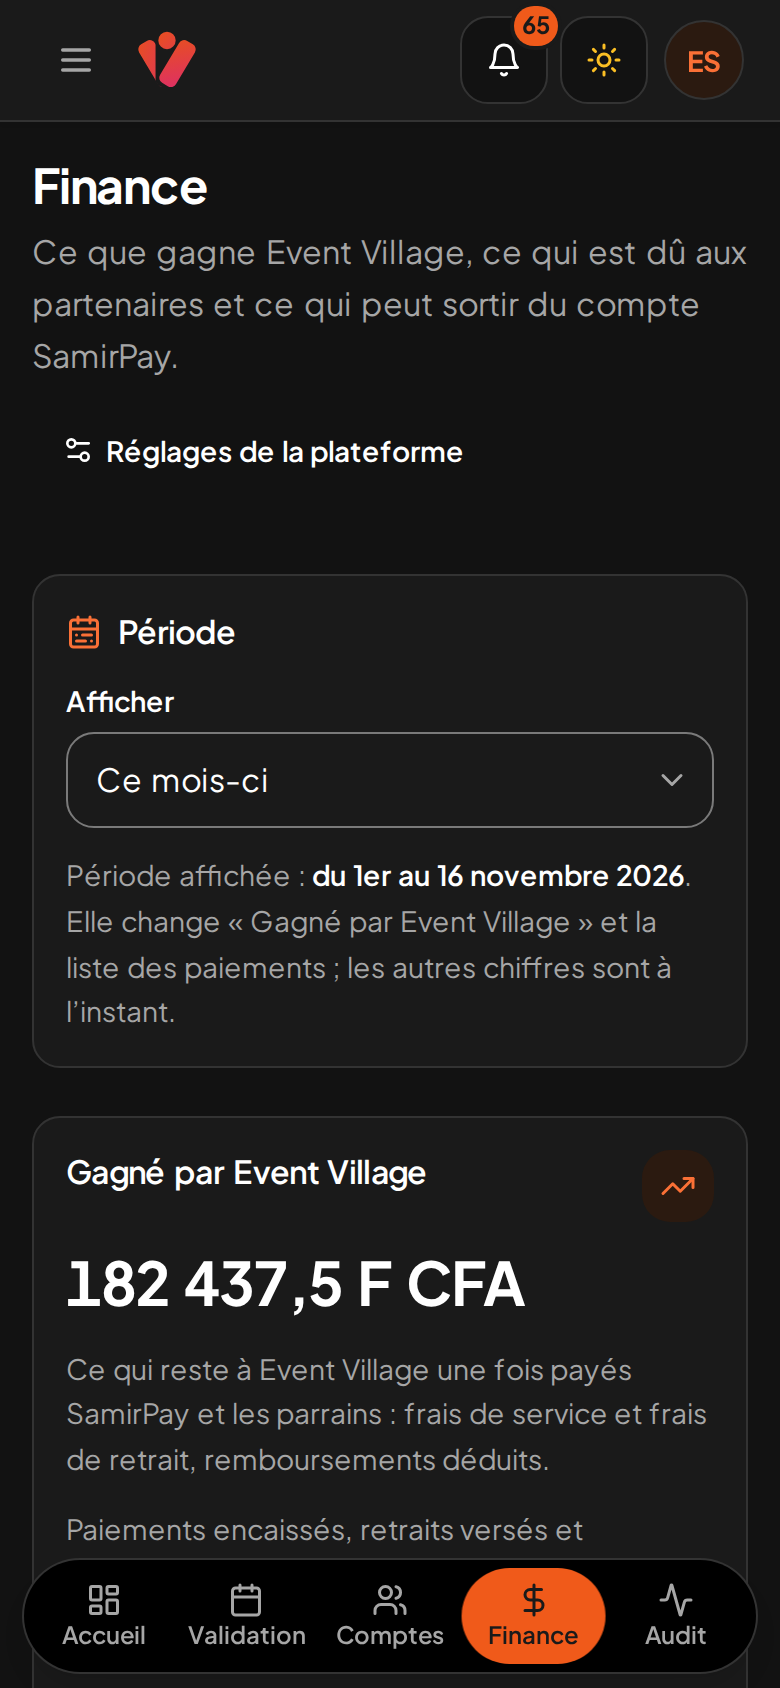 65
ES
Finance
Ce que gagne Event Village, ce qui est dû aux
partenaires et ce qui peut sortir du compte
SamirPay.
Réglages de la plateforme
Période
Afficher
Ce mois-ci
Période affichée : du 1er au 16 novembre 2026.
Elle change « Gagné par Event Village » et la
liste des paiements ; les autres chiffres sont à
l’instant.
Gagné par Event Village
182 437,5 F CFA
Ce qui reste à Event Village une fois payés
SamirPay et les parrains : frais de service et frais
de retrait, remboursements déduits.
Paiements encaissés, retraits versés et
Accueil
Validation
Comptes
Finance
Audit